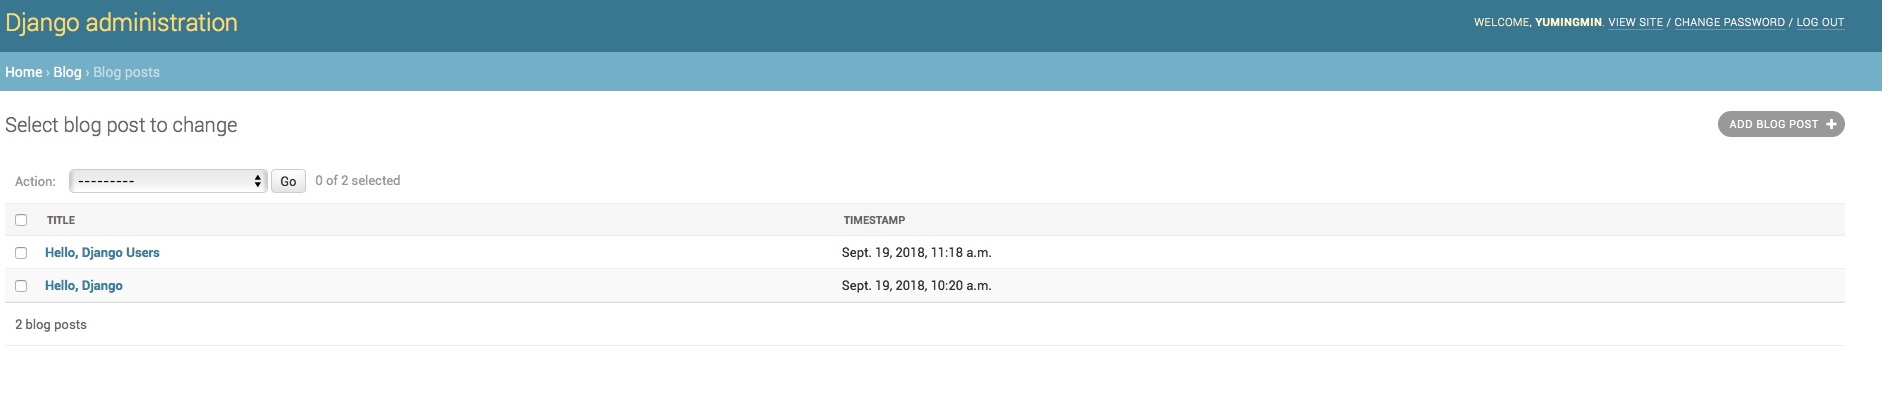 Django administration
WELCOME, YUMINGMIN. VIEW SITE / CHANGE PASSWORD / LOG OUT
Home › Blog › Blog posts
Select blog post to change
ADD BLOG POST +
Action: --------- Go 0 of 2 selected
TITLE TIMESTAMP
Hello, Django Users Sept. 19, 2018, 11:18 a.m.
Hello, Django Sept. 19, 2018, 10:20 a.m.
2 blog posts